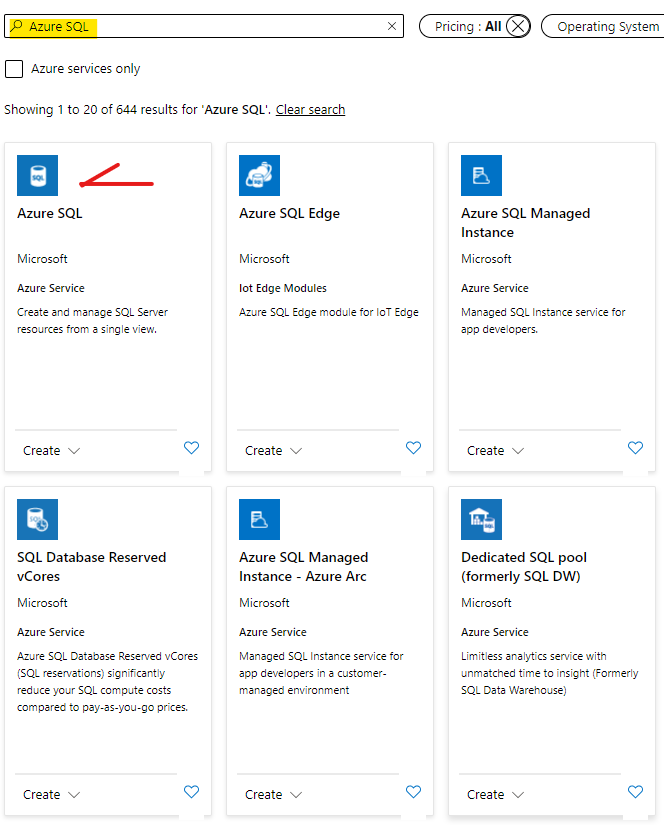 Azure SQL
Pricing : All
Operating System
Azure services only
Showing 1 to 20 of 644 results for 'Azure SQL'. Clear search
SQL
Azure SQL
Microsoft
Azure Service
Create and manage SQL Server
resources from a single view.
Create
SQL
Azure SQL Edge
Microsoft
Iot Edge Modules
Azure SQL Edge module for IoT Edge
Create
Azure SQL Managed
Instance
Microsoft
Azure Service
Managed SQL Instance service for
app developers.
Create
SQL
SQL Database Reserved
vCores
Microsoft
Azure Service
Azure SQL Database Reserved vCores
(SQL reservations) significantly
reduce your SQL compute costs
compared to pay-as-you-go prices.
Create
Azure SQL Managed
Instance - Azure Arc
Microsoft
Azure Service
Managed SQL Instance service for
app developers in a customer-
managed environment
Create
SQL
Dedicated SQL pool
(formerly SQL DW)
Microsoft
Azure Service
Limitless analytics service with
unmatched time to insight (Formerly
SQL Data Warehouse)
Create